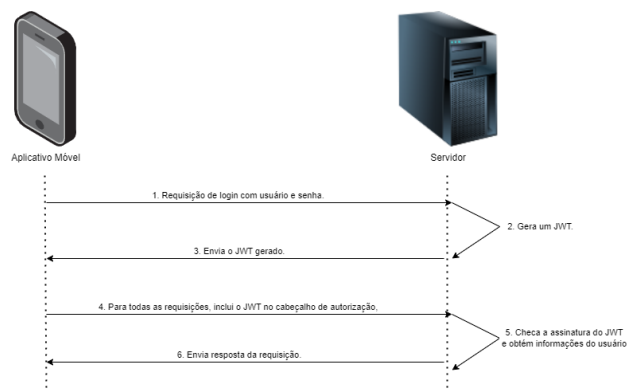 Aplicativo Móvel
Servidor
1. Requisição de login com usuário e senha.
2. Gera um JWT.
3. Envia o JWT gerado.
4. Para todas as requisições, inclui o JWT no cabeçalho de autorização,
5. Checa a assinatura do JWT
e obtém informações do usuário
6. Envia resposta da requisição.